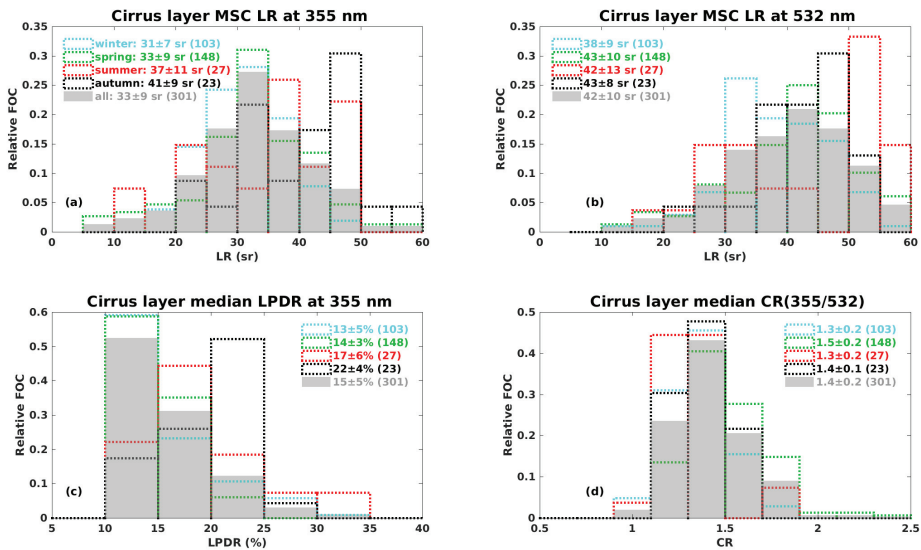 Cirrus layer MSC LR at 355 nm
Relative FOC
0.35
0.3
0.25
0.2
0.15
0.1
0.05
0
winter: 31±7 sr (103)
spring: 33±9 sr (148)
summer: 37±11 sr (27)
autumn: 41±9 sr (23)
all: 33±9 sr (301)
(a)
0 10 20 30 40 50 60
LR (sr)
Cirrus layer MSC LR at 532 nm
Relative FOC
0.35
0.3
0.25
0.2
0.15
0.1
0.05
0
38±9 sr (103)
43±10 sr (148)
42±13 sr (27)
43±8 sr (23)
42±10 sr (301)
(b)
0 10 20 30 40 50 60
LR (sr)
Cirrus layer median LPDR at 355 nm
Relative FOC
0.6
0.5
0.4
0.3
0.2
0.1
0
13±5% (103)
14±3% (148)
17±6% (27)
22±4% (23)
15±5% (301)
(c)
5 10 15 20 25 30 35 40
LPDR (%)
Cirrus layer median CR(355/532)
Relative FOC
0.5
0.4
0.3
0.2
0.1
0
1.3±0.2 (103)
1.5±0.2 (148)
1.3±0.2 (27)
1.4±0.1 (23)
1.4±0.2 (301)
(d)
0.5 1 1.5 2 2.5
CR